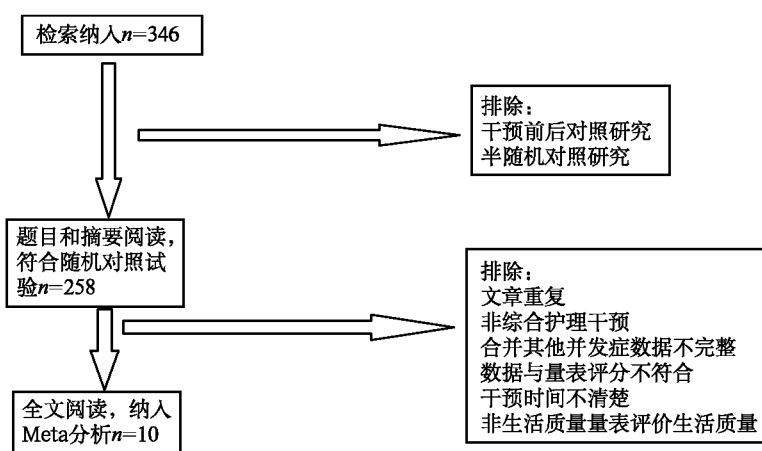 检索纳入n=346
排除：
干预前后对照研究
半随机对照研究
题目和摘要阅读，
符合随机对照试
验n=258
排除：
文章重复
非综合护理干预
合并其他并发症数据不完整
数据与量表评分不符合
干预时间不清楚
非生活质量量表评价生活质量
全文阅读，纳入
Meta分析n=10